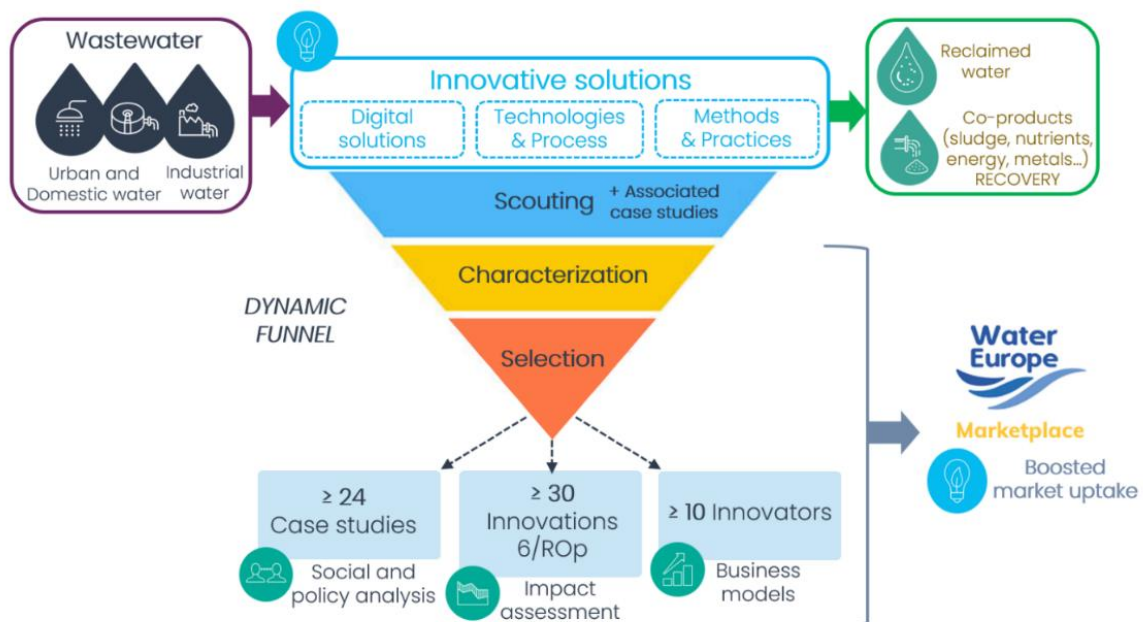 Wastewater
Urban and
Domestic water
Industrial
water
Innovative solutions
Digital
solutions
Technologies
& Process
Methods
& Practices
Reclaimed
water
Co-products
(sludge, nutrients,
energy, metals...)
RECOVERY
Scouting
+ Associated
case studies
Characterization
DYNAMIC
FUNNEL
Selection
Water
Europe
Marketplace
Boosted
market uptake
≥ 24
Case studies
≥ 30
Innovations
6/ROp
≥ 10 Innovators
Social and
policy analysis
Impact
assessment
Business
models